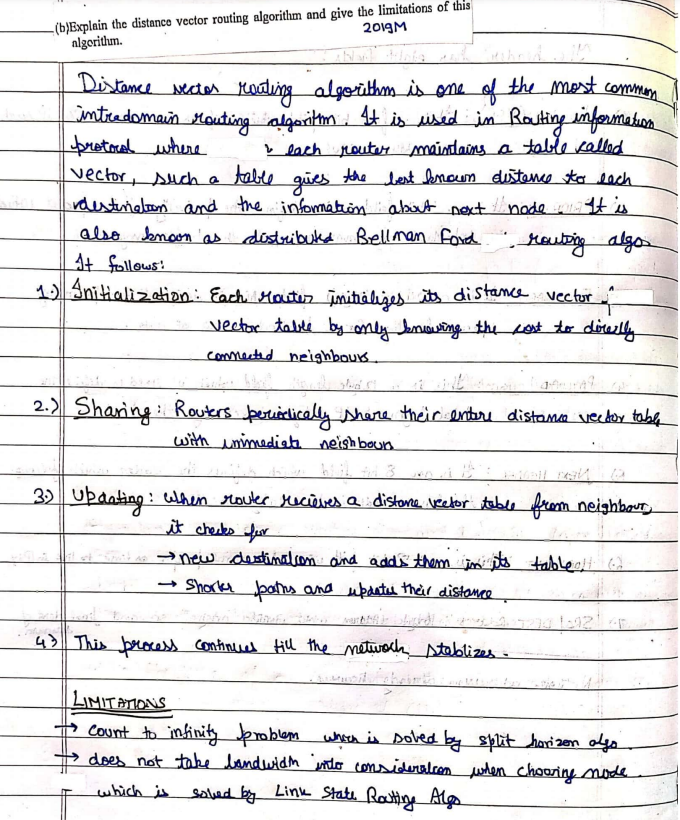 (b)Explain the distance vector routing algorithm and give the limitations of this
algorithm.
2019M
Distance vector routing algorithm is one of the most common
intradomain routing algorithm. It is used in Routing information
protocol where each router maintains a table called
vector, such a table gives the best known distance to each
destination and the information about next node. It is
also known as distributed Bellman Ford routing algo.
It follows:
1.) Initialization: Each router initializes its distance vector
vector table by only knowing the cost to directly
connected neighbours.
2.) Sharing: Routers periodically share their entire distance vector table
with immediate neighbours
3.) Updating: When router recieves a distance vector table from neighbour,
it checks for
→ new destination and adds them in its table.
→ Shorter paths and updates their distance.
4.) This process continues till the network stablizes.
LIMITATIONS
→ Count to infinity problem which is solved by split horizon algo.
→ does not take bandwidth into consideration when choosing node.
which is solved by Link State Routing Algo